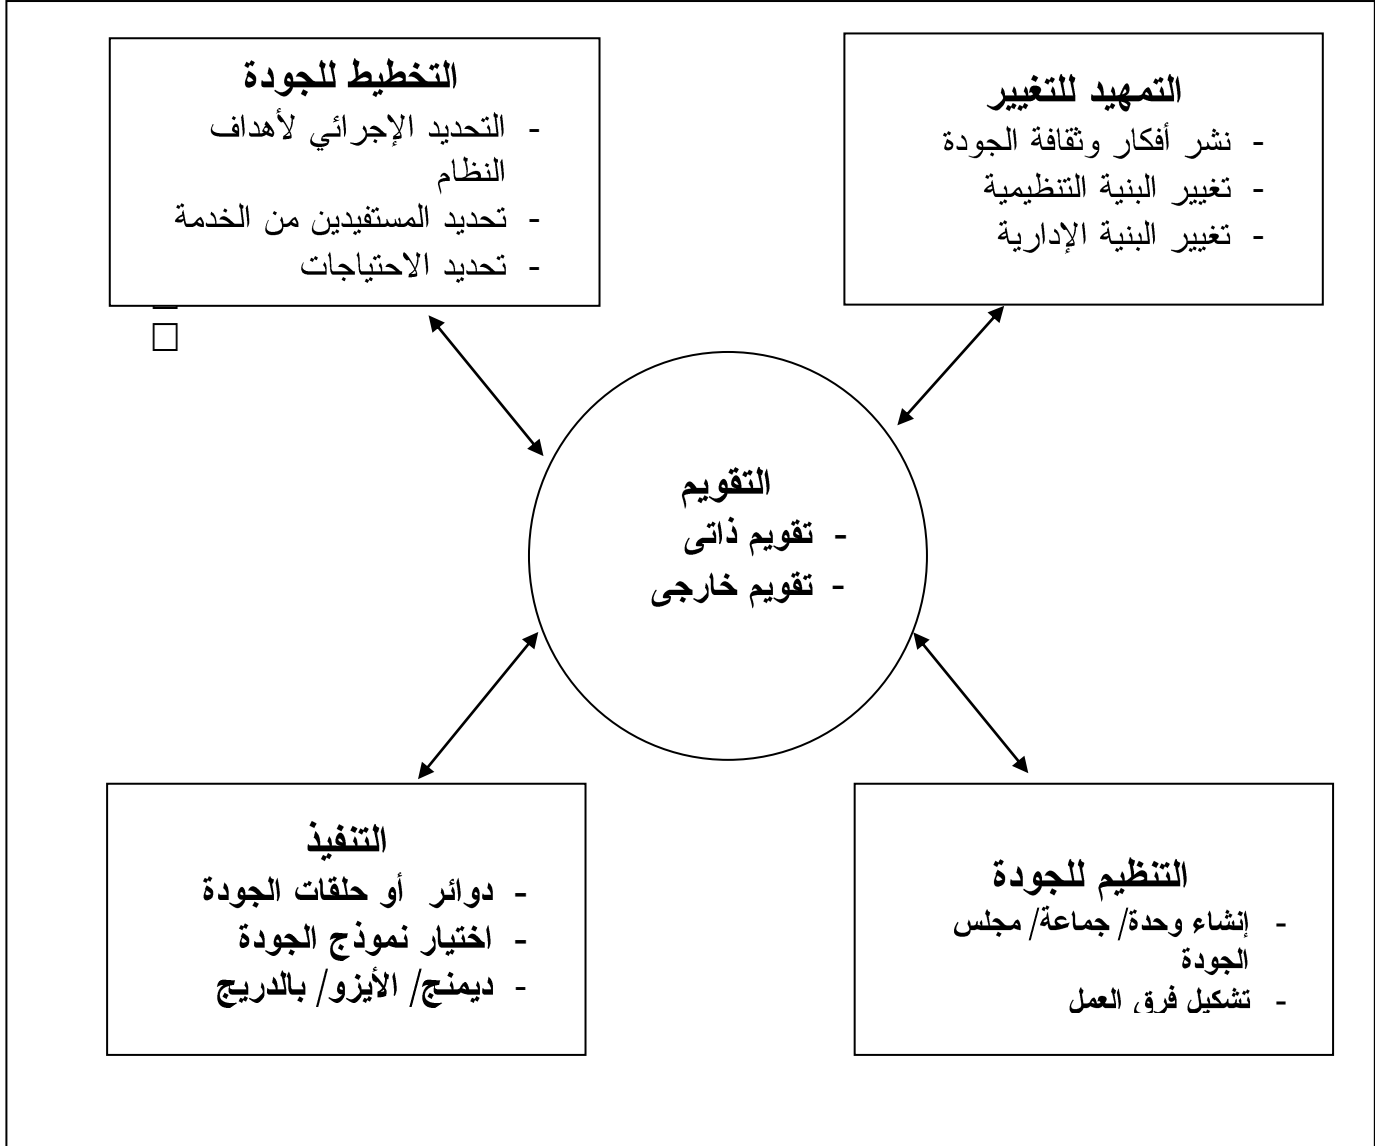 التمهيد للتغيير
- نشر أفكار وثقافة الجودة
- تغيير البنية التنظيمية
- تغيير البنية الإدارية
التخطيط للجودة
- التحديد الإجرائي لأهداف
النظام
- تحديد المستفيدين من الخدمة
- تحديد الاحتياجات
التقويم
- تقويم ذاتى
- تقويم خارجى
التنظيم للجودة
- إنشاء وحدة/ جماعة/ مجلس
الجودة
- تشكيل فرق العمل
التنفيذ
- دوائر أو حلقات الجودة
- اختيار نموذج الجودة
- ديمنج/ الأيزو/ بالدريج